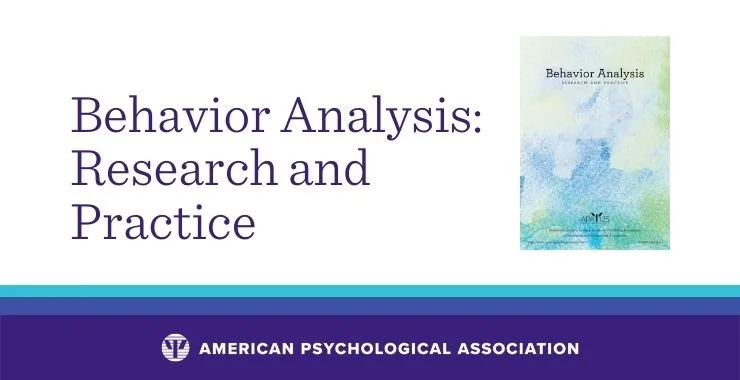 Behavior Analysis:
Research and
Practice
Behavior Analysis
RESEARCH AND PRACTICE
AMERICAN PSYCHOLOGICAL ASSOCIATION